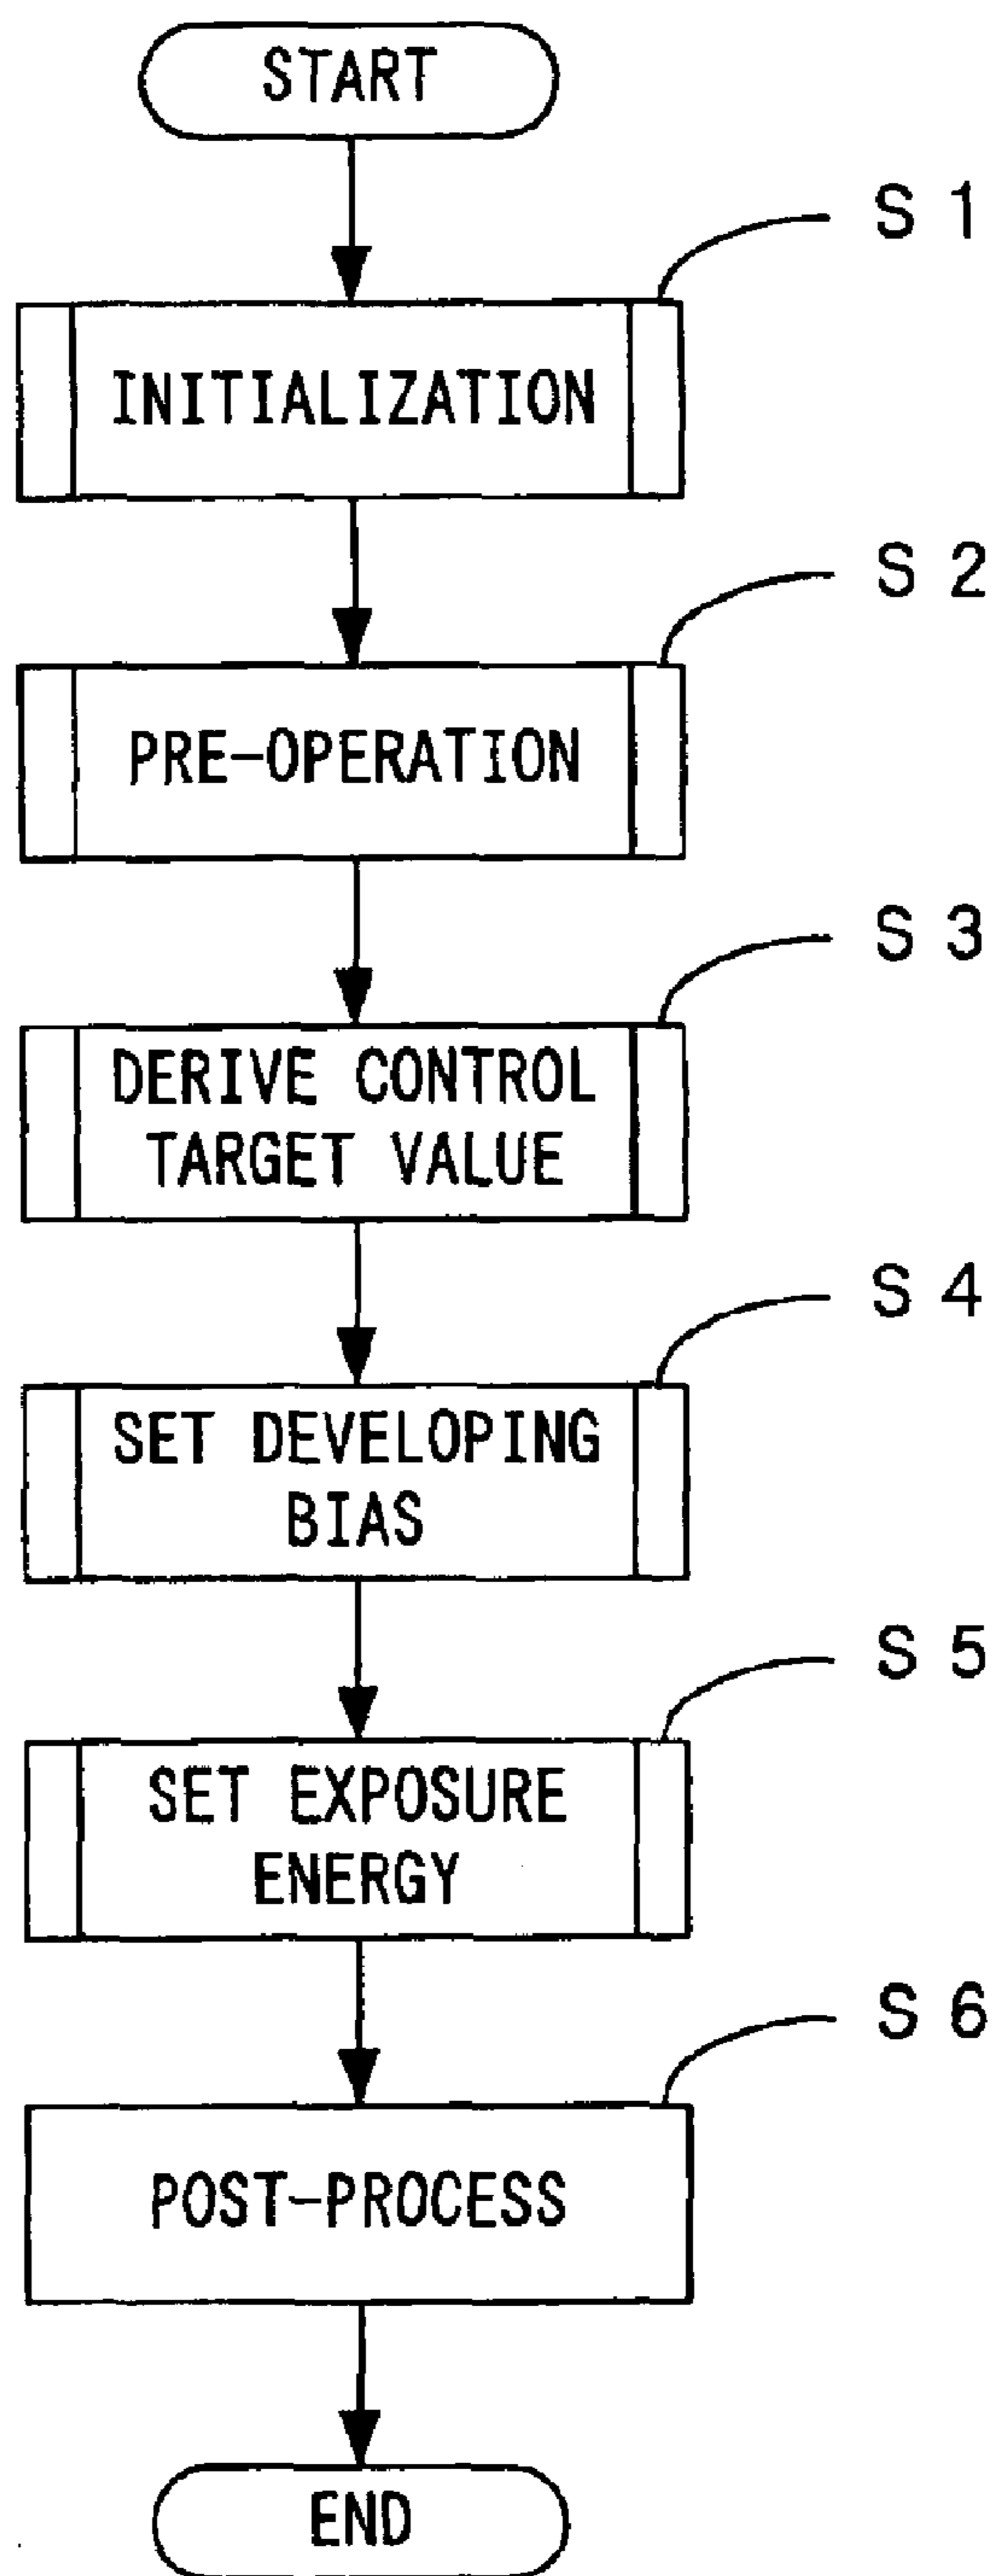 START
S 1
INITIALIZATION
S 2
PRE-OPERATION
S 3
DERIVE CONTROL
TARGET VALUE
S 4
SET DEVELOPING
BIAS
S 5
SET EXPOSURE
ENERGY
S 6
POST-PROCESS
END